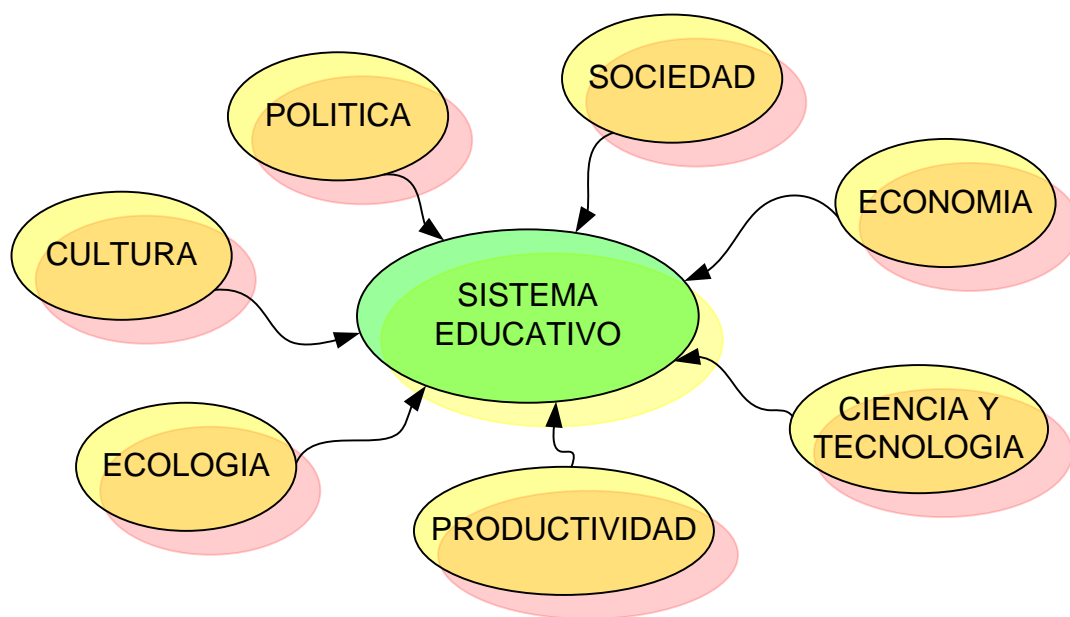 SOCIEDAD
POLITICA
ECONOMIA
CULTURA
SISTEMA
EDUCATIVO
CIENCIA Y
TECNOLOGIA
ECOLOGIA
PRODUCTIVIDAD